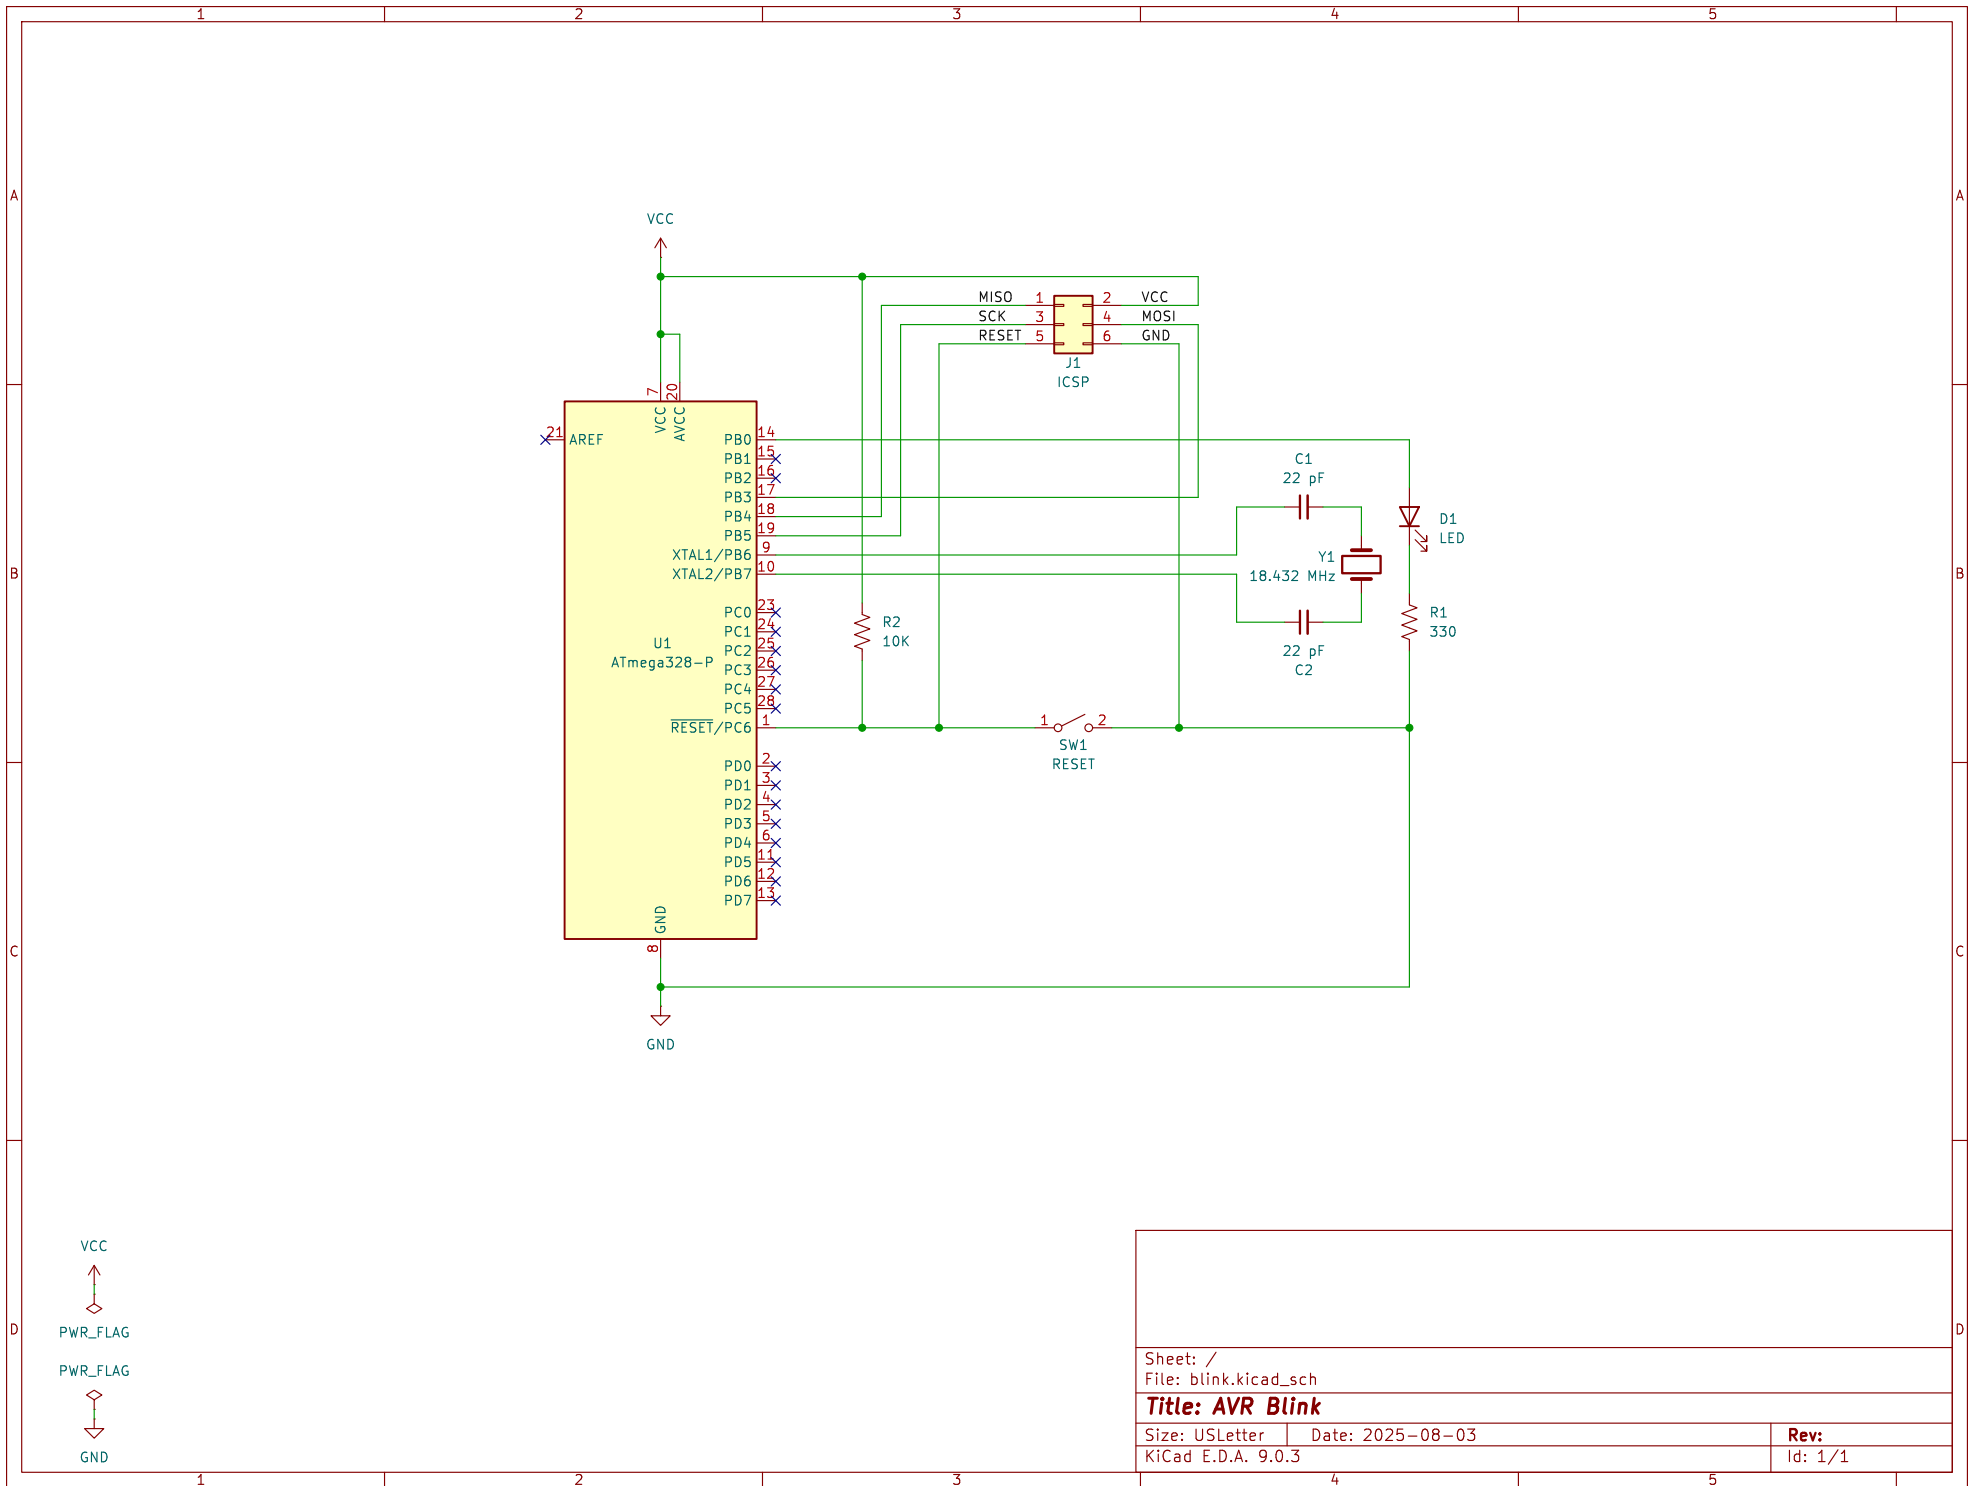 1 2 3 4 5
A A
VCC
MISO 1 2 VCC
SCK 3 4 MOSI
RESET 5 6 GND
J1
ICSP
7 20
VCC AVCC
21 AREF
PB0 14
PB1 15
PB2 16
PB3 17
PB4 18
PB5 19
XTAL1/PB6 9
XTAL2/PB7 10
PC0 23
PC1 24
PC2 25
PC3 26
PC4 27
PC5 28
RESET/PC6 1
PD0 2
PD1 3
PD2 4
PD3 5
PD4 6
PD5 11
PD6 12
PD7 13
U1
ATmega328-P
GND
8
GND
R2
10K
1 2
SW1
RESET
C1
22 pF
Y1
18.432 MHz
22 pF
C2
D1
LED
R1
330
B B
C C
D D
VCC
PWR_FLAG
PWR_FLAG
GND
Sheet: /
File: blink.kicad_sch
Title: AVR Blink
Size: USLetter Date: 2025-08-03 Rev:
KiCad E.D.A. 9.0.3 Id: 1/1
1 2 3 4 5